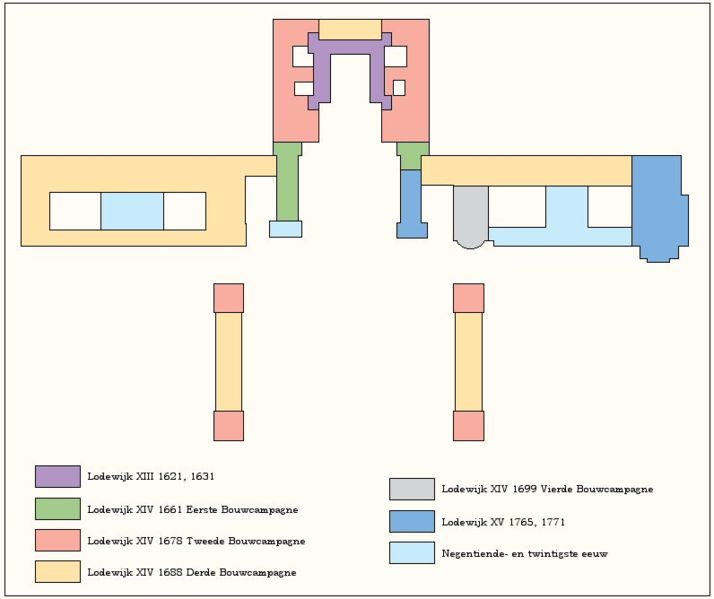 Lodewijk XIII 1621, 1631
Lodewijk XIV 1661 Eerste Bouwcampagne
Lodewijk XIV 1678 Tweede Bouwcampagne
Lodewijk XIV 1688 Derde Bouwcampagne
Lodewijk XIV 1699 Vierde Bouwcampagne
Lodewijk XV 1765, 1771
Negentiende- en twintigste eeuw